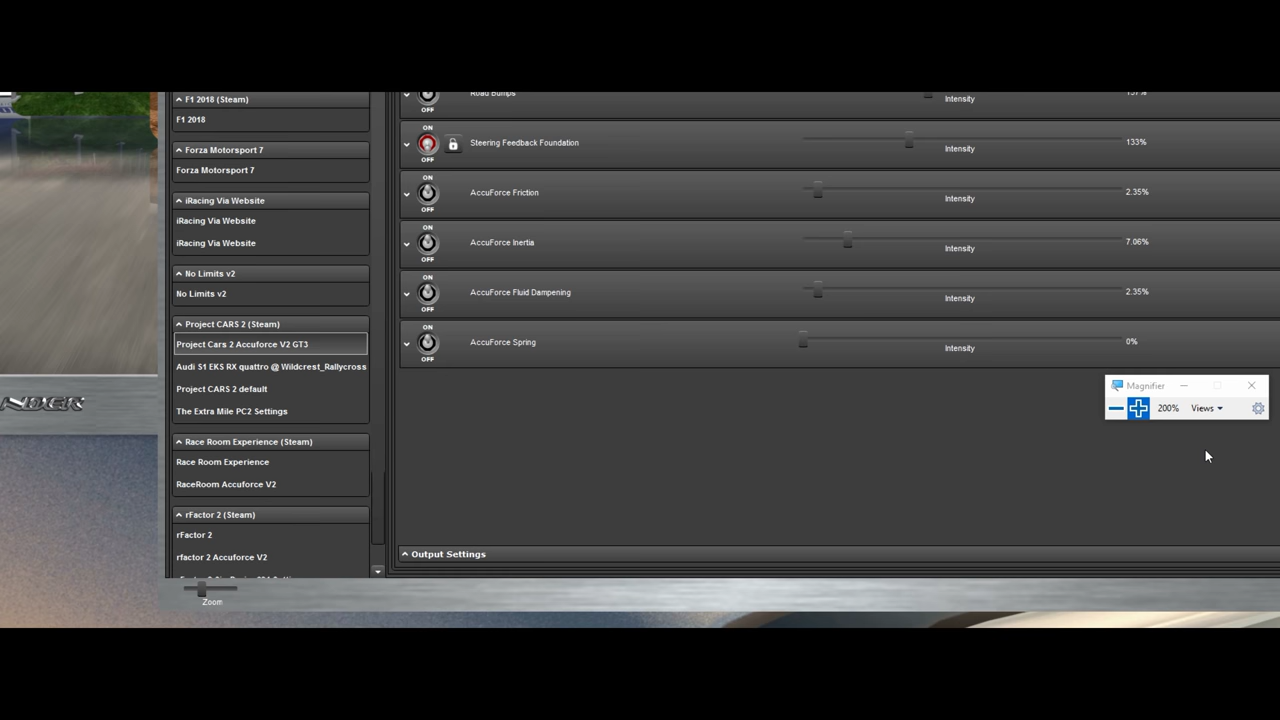 F1 2018 (Steam)
F1 2018
Forza Motorsport 7
Forza Motorsport 7
iRacing Via Website
iRacing Via Website
iRacing Via Website
No Limits v2
No Limits v2
Project CARS 2 (Steam)
Project Cars 2 Accuforce V2 GT3
Audi S1 EKS RX quattro @ Wildcrest_Rallycross
Project CARS 2 default
The Extra Mile PC2 Settings
Race Room Experience (Steam)
Race Room Experience
RaceRoom Accuforce V2
rFactor 2 (Steam)
rFactor 2
rfactor 2 Accuforce V2
Zoom
Road Bumps
Intensity
OFF
ON
Steering Feedback Foundation
133%
Intensity
OFF
ON
AccuForce Friction
2.35%
Intensity
OFF
ON
AccuForce Inertia
7.06%
Intensity
OFF
ON
AccuForce Fluid Dampening
2.35%
Intensity
OFF
ON
AccuForce Spring
0%
Intensity
OFF
Output Settings
Magnifier
200% Views